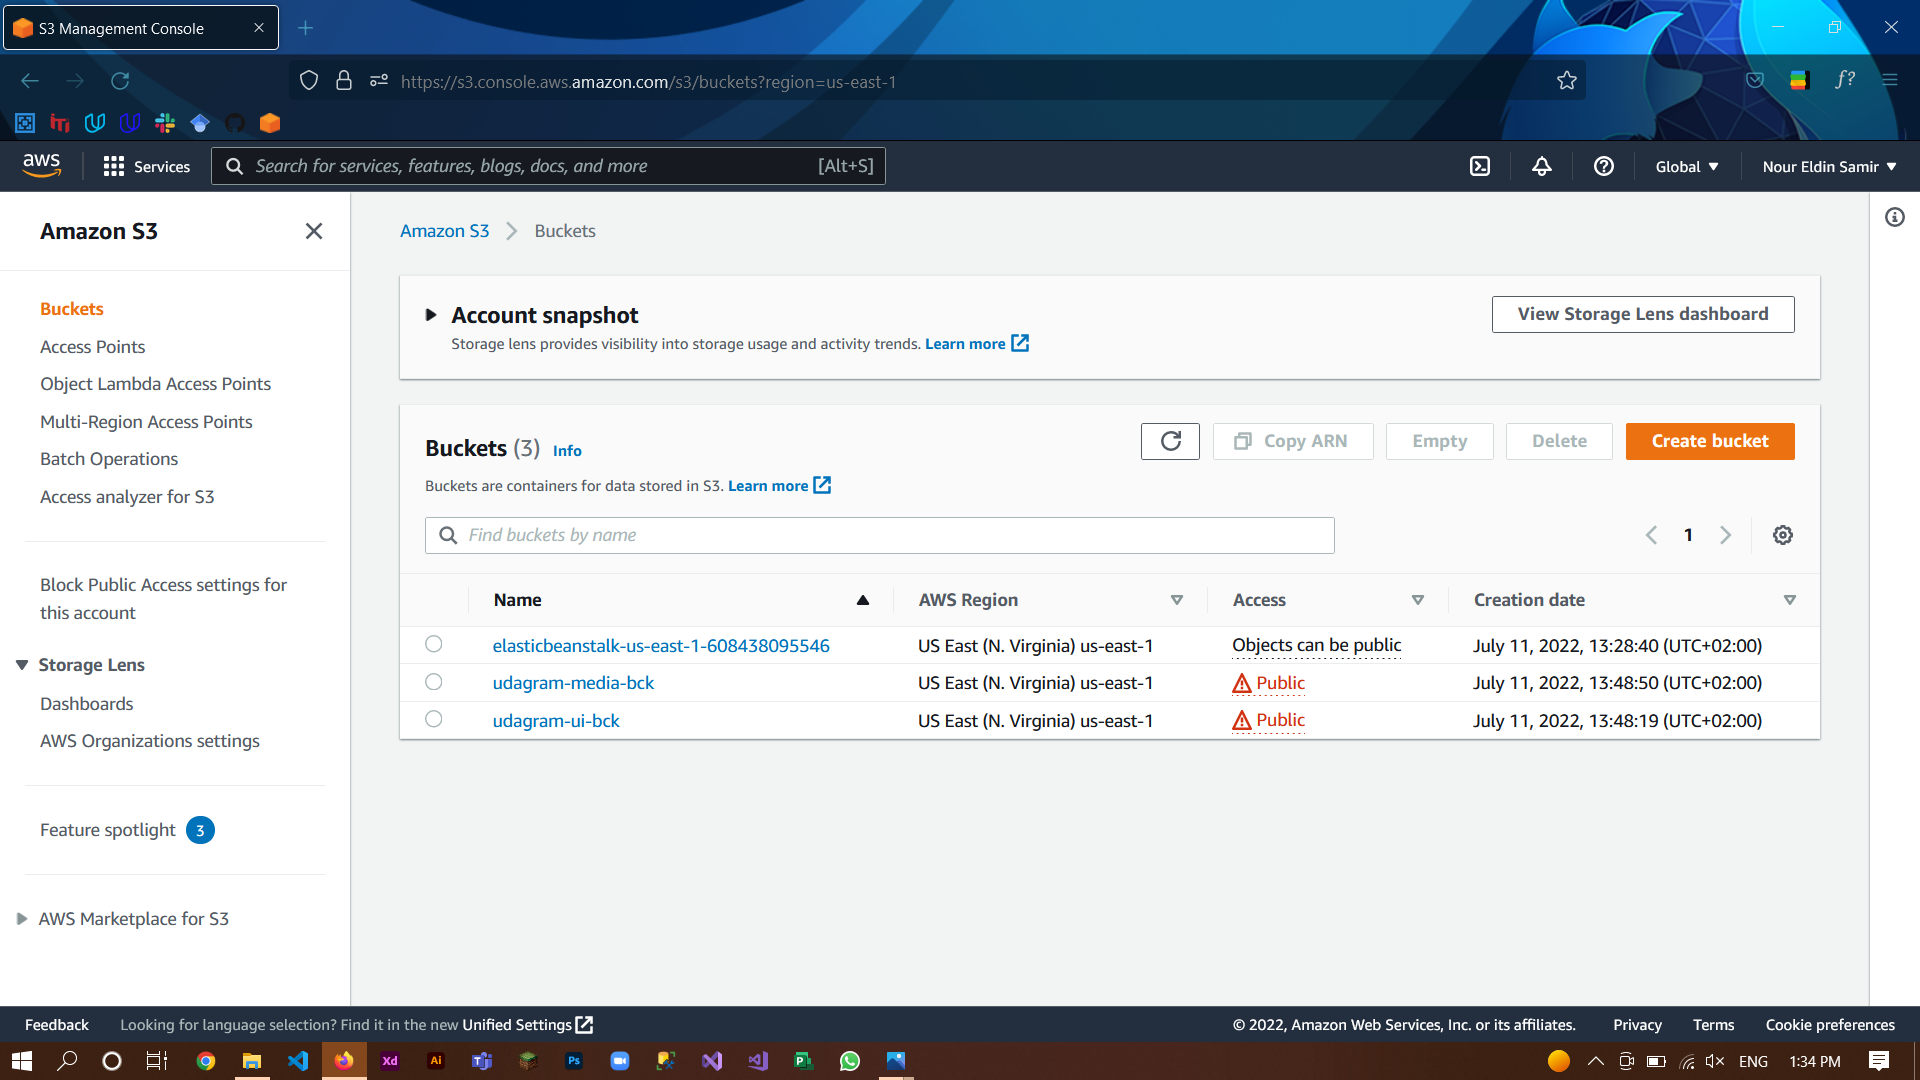 S3 Management Console
https://s3.console.aws.amazon.com/s3/buckets?region=us-east-1
f?
aws
Services
Search for services, features, blogs, docs, and more
[Alt+S]
Global
Nour Eldin Samir
Amazon S3
Buckets
Access Points
Object Lambda Access Points
Multi-Region Access Points
Batch Operations
Access analyzer for S3
Block Public Access settings for
this account
Storage Lens
Dashboards
AWS Organizations settings
Feature spotlight 3
AWS Marketplace for S3
Amazon S3 Buckets
Account snapshot
Storage lens provides visibility into storage usage and activity trends. Learn more
View Storage Lens dashboard
Buckets (3) Info
Buckets are containers for data stored in S3. Learn more
Copy ARN
Empty
Delete
Create bucket
Find buckets by name
1
Name AWS Region Access Creation date
elasticbeanstalk-us-east-1-608438095546 US East (N. Virginia) us-east-1 Objects can be public July 11, 2022, 13:28:40 (UTC+02:00)
udagram-media-bck US East (N. Virginia) us-east-1 Public July 11, 2022, 13:48:50 (UTC+02:00)
udagram-ui-bck US East (N. Virginia) us-east-1 Public July 11, 2022, 13:48:19 (UTC+02:00)
Feedback
Looking for language selection? Find it in the new Unified Settings
© 2022, Amazon Web Services, Inc. or its affiliates.
Privacy
Terms
Cookie preferences
Xd
Ai
Ps
ENG
1:34 PM